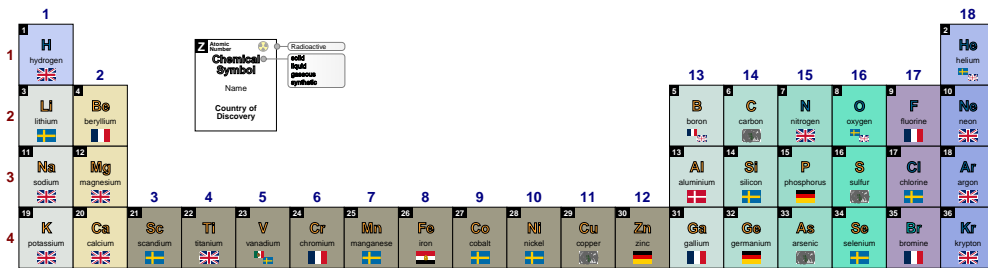 1 18
1 2
H He
hydrogen helium
Z Atomic Number Radioactive
Chemical Symbol solid
liquid
gaseous
synthetic
Name
Country of Discovery
2 13 14 15 16 17
3 4 5 6 7 8 9 10
2 Li Be B C N O F Ne
lithium beryllium boron carbon nitrogen oxygen fluorine neon
11 12 13 14 15 16 17 18
3 Na Mg Al Si P S Cl Ar
sodium magnesium aluminium silicon phosphorus sulfur chlorine argon
3 4 5 6 7 8 9 10 11 12
19 20 21 22 23 24 25 26 27 28 29 30 31 32 33 34 35 36
4 K Ca Sc Ti V Cr Mn Fe Co Ni Cu Zn Ga Ge As Se Br Kr
potassium calcium scandium titanium vanadium chromium manganese iron cobalt nickel copper zinc gallium germanium arsenic selenium bromine krypton